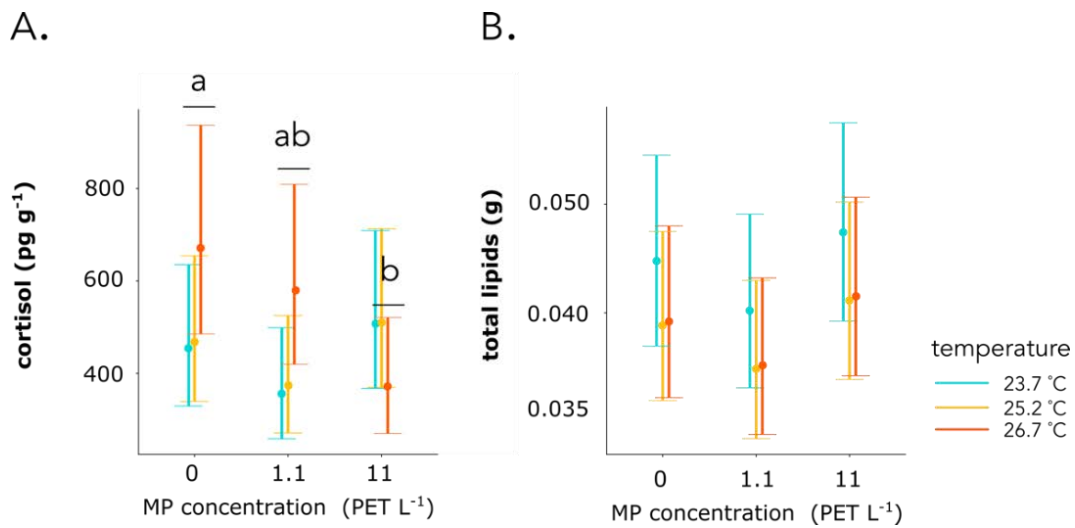 A.
a
ab
b
800
600
400
cortisol (pg g⁻¹)
0 1.1 11
MP concentration (PET L⁻¹)
B.
0.050
0.040
0.035
total lipids (g)
0 1.1 11
MP concentration (PET L⁻¹)
temperature
23.7 °C
25.2 °C
26.7 °C